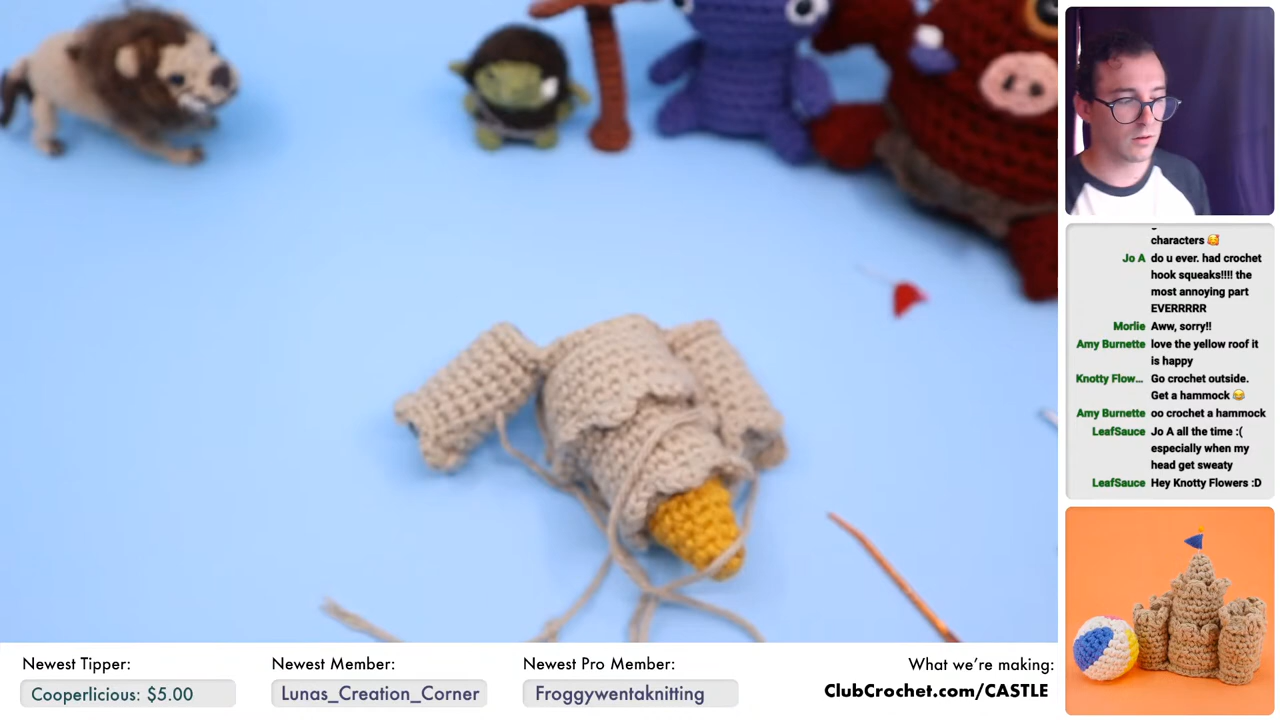 characters 🥰
Jo A do u ever. had crochet
hook squeaks!!!! the
most annoying part
EVERRRRR
Morlie Aww, sorry!!
Amy Burnette love the yellow roof it
is happy
Knotty Flow... Go crochet outside.
Get a hammock 😂
Amy Burnette oo crochet a hammock
LeafSauce Jo A all the time :(
especially when my
head get sweaty
LeafSauce Hey Knotty Flowers :D
Newest Tipper:
Cooperlicious: $5.00
Newest Member:
Lunas_Creation_Corner
Newest Pro Member:
Froggywentaknitting
What we're making:
ClubCrochet.com/CASTLE